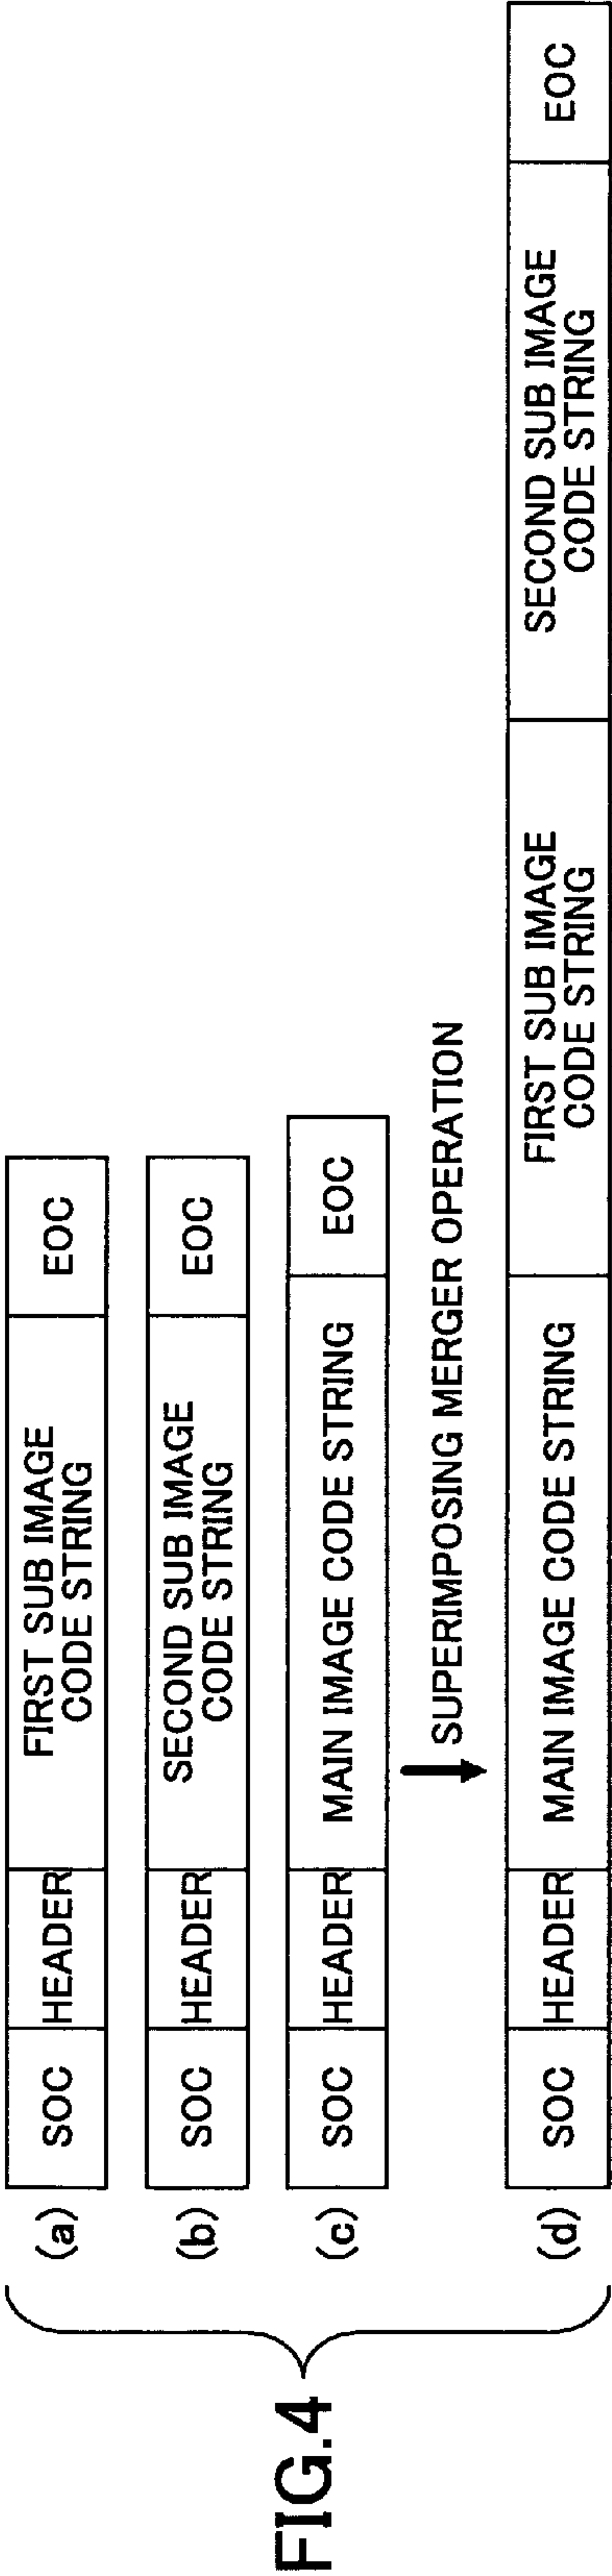 FIG.4
(a)
SOC
HEADER
FIRST SUB IMAGE
CODE STRING
EOC
(b)
SOC
HEADER
SECOND SUB IMAGE
CODE STRING
EOC
(c)
SOC
HEADER
MAIN IMAGE CODE STRING
EOC
SUPERIMPOSING MERGER OPERATION
(d)
SOC
HEADER
MAIN IMAGE CODE STRING
FIRST SUB IMAGE
CODE STRING
SECOND SUB IMAGE
CODE STRING
EOC